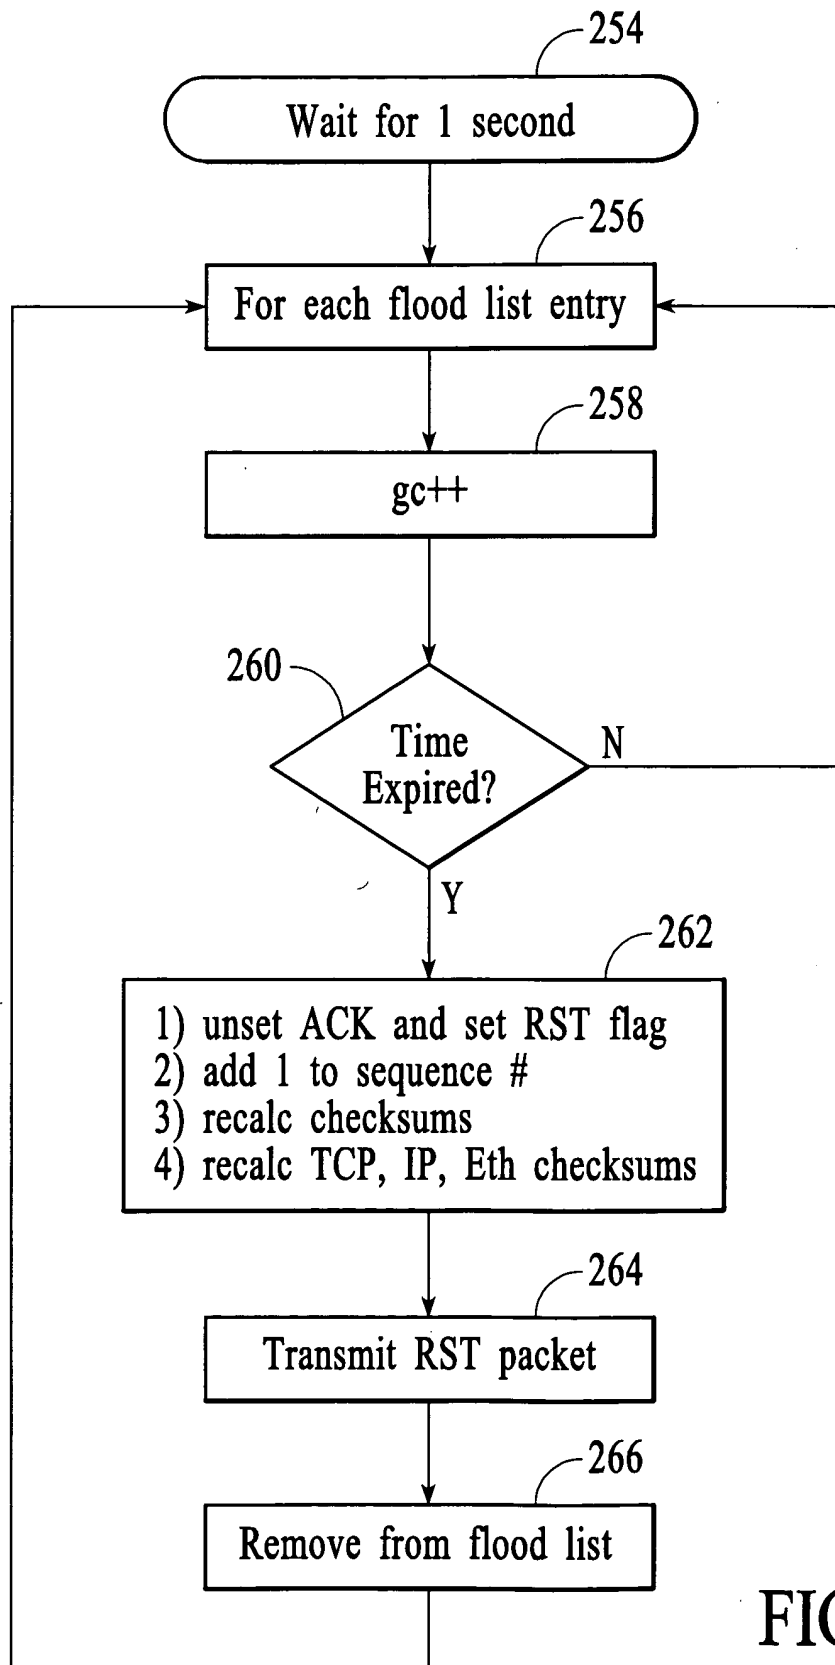 254
Wait for 1 second
256
For each flood list entry
258
gc++
260
Time
Expired?
N
Y
262
1) unset ACK and set RST flag
2) add 1 to sequence #
3) recalc checksums
4) recalc TCP, IP, Eth checksums
264
Transmit RST packet
266
Remove from flood list